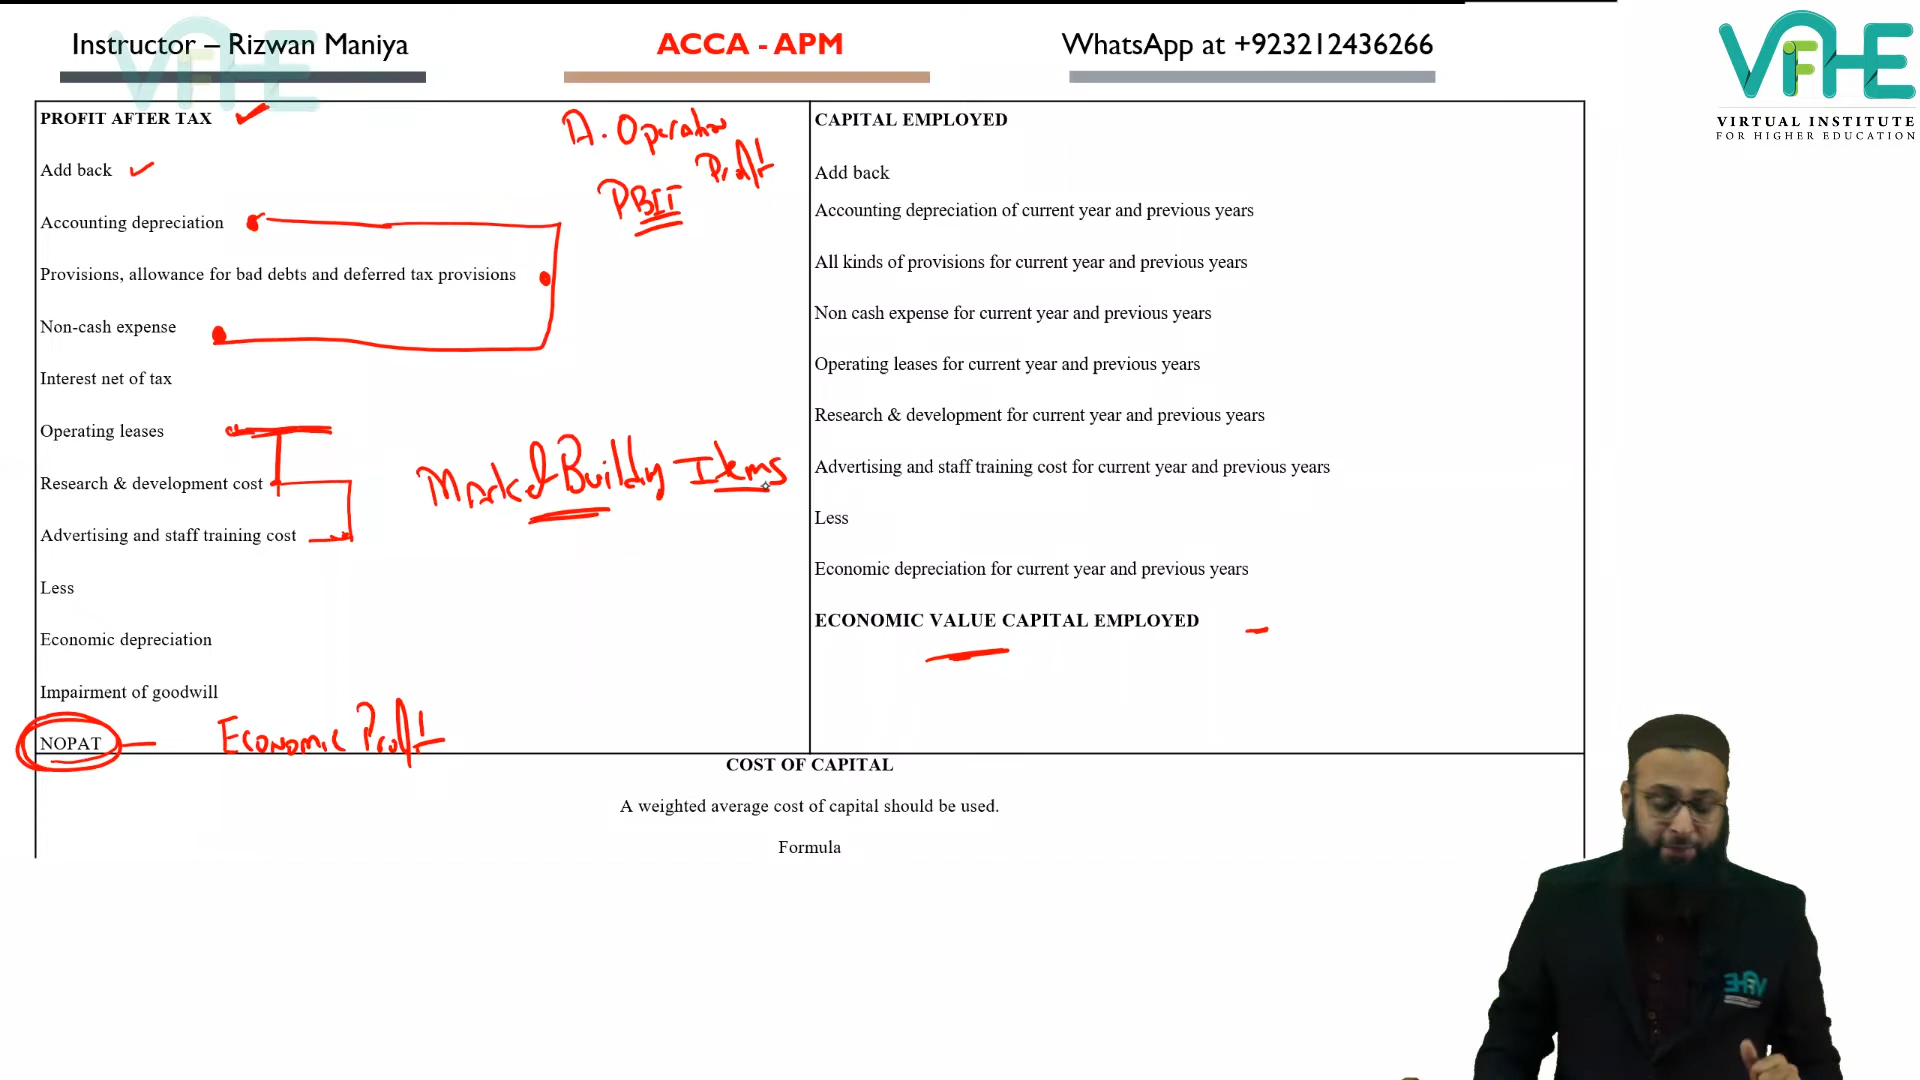 Instructor – Rizwan Maniya
ACCA - APM
WhatsApp at +923212436266
VIFHE
VIRTUAL INSTITUTE
FOR HIGHER EDUCATION
PROFIT AFTER TAX
Add back
Accounting depreciation
Provisions, allowance for bad debts and deferred tax provisions
Non-cash expense
Interest net of tax
Operating leases
Research & development cost
Advertising and staff training cost
Less
Economic depreciation
Impairment of goodwill
NOPAT
Economic Profit
Profit
PBIT
Items
CAPITAL EMPLOYED
Add back
Accounting depreciation of current year and previous years
All kinds of provisions for current year and previous years
Non cash expense for current year and previous years
Operating leases for current year and previous years
Research & development for current year and previous years
Advertising and staff training cost for current year and previous years
Less
Economic depreciation for current year and previous years
ECONOMIC VALUE CAPITAL EMPLOYED
COST OF CAPITAL
A weighted average cost of capital should be used.
Formula